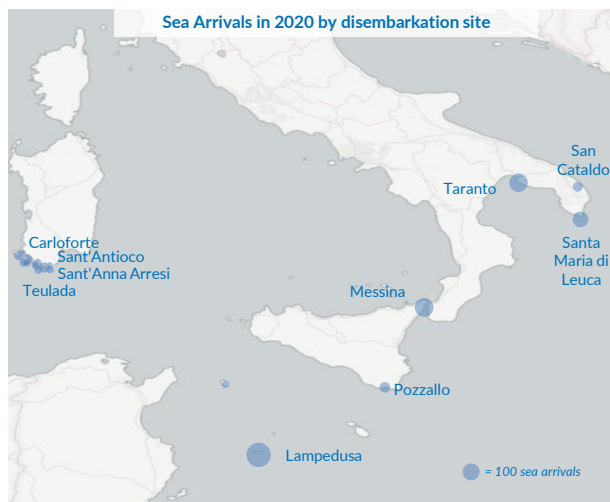 Sea Arrivals in 2020 by disembarkation site
San
Cataldo
Taranto
Santa
Maria di
Leuca
Carloforte
Sant'Antioco
Sant'Anna Arresi
Teulada
Messina
Pozzallo
Lampedusa
= 100 sea arrivals